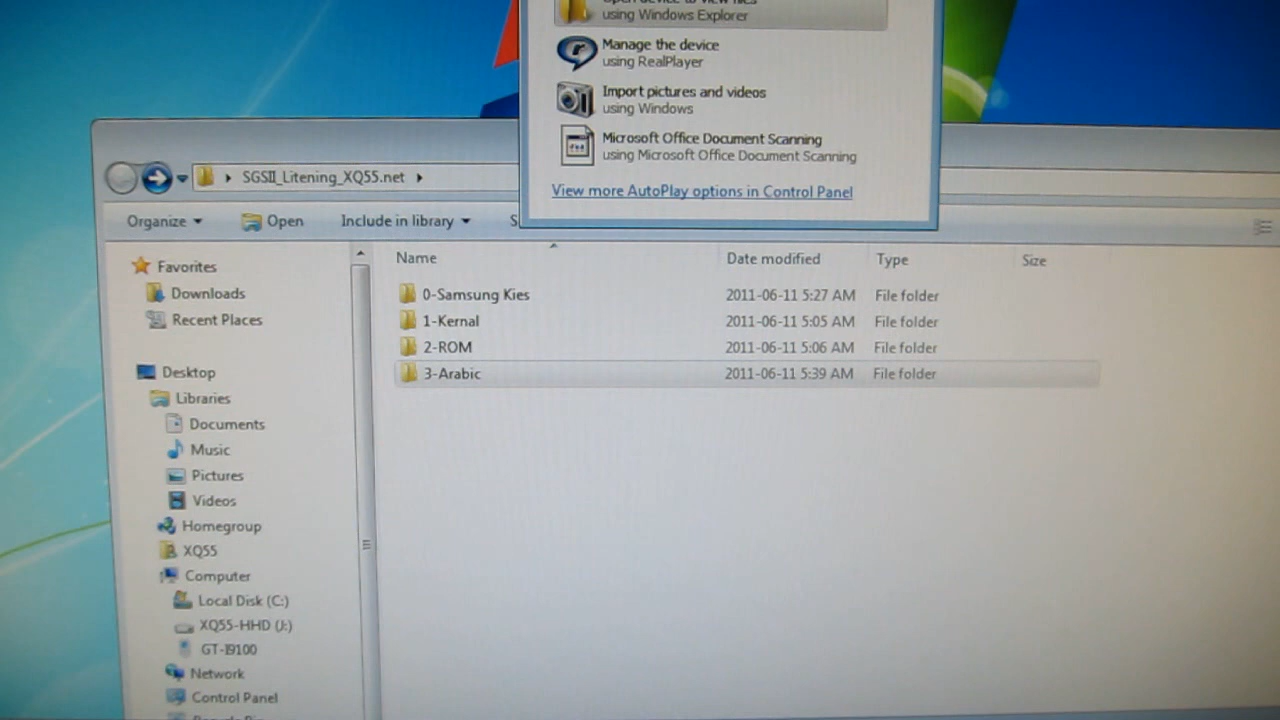 Open device to view files
using Windows Explorer
Manage the device
using RealPlayer
Import pictures and videos
using Windows
Microsoft Office Document Scanning
using Microsoft Office Document Scanning
View more AutoPlay options in Control Panel
SGSII_Litening_XQ55.net
Organize Open Include in library S
Name Date modified Type Size
0-Samsung Kies 2011-06-11 5:27 AM File folder
1-Kernal 2011-06-11 5:05 AM File folder
2-ROM 2011-06-11 5:06 AM File folder
3-Arabic 2011-06-11 5:39 AM File folder
Favorites
Downloads
Recent Places
Desktop
Libraries
Documents
Music
Pictures
Videos
Homegroup
XQ55
Computer
Local Disk (C:)
XQ55-HHD (J:)
GT-I9100
Network
Control Panel